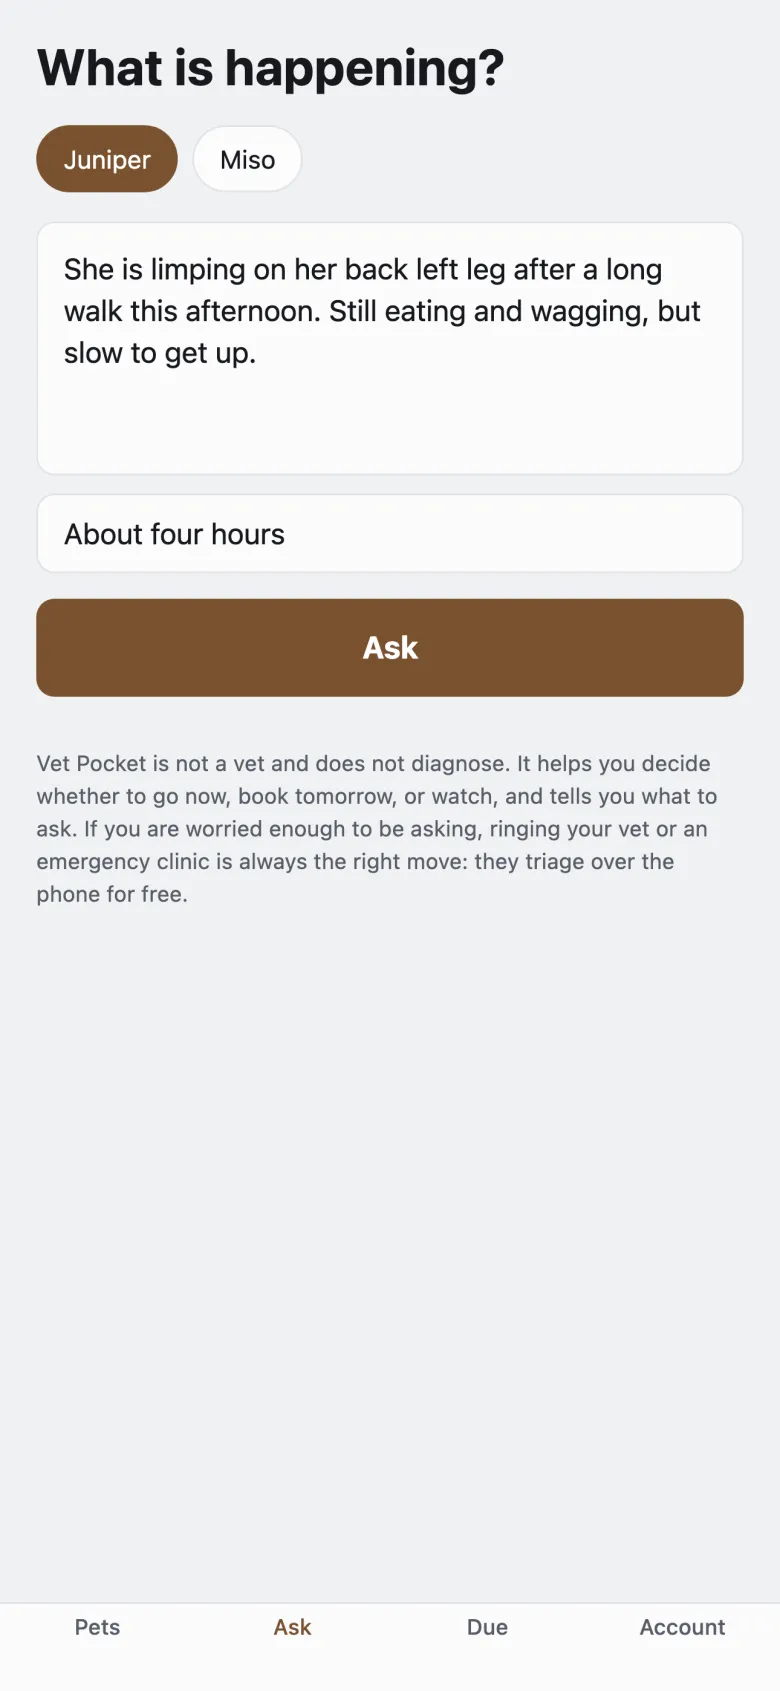 What is happening?
Juniper
Miso
She is limping on her back left leg after a long
walk this afternoon. Still eating and wagging, but
slow to get up.
About four hours
Ask
Vet Pocket is not a vet and does not diagnose. It helps you decide
whether to go now, book tomorrow, or watch, and tells you what to
ask. If you are worried enough to be asking, ringing your vet or an
emergency clinic is always the right move: they triage over the
phone for free.
Pets
Ask
Due
Account